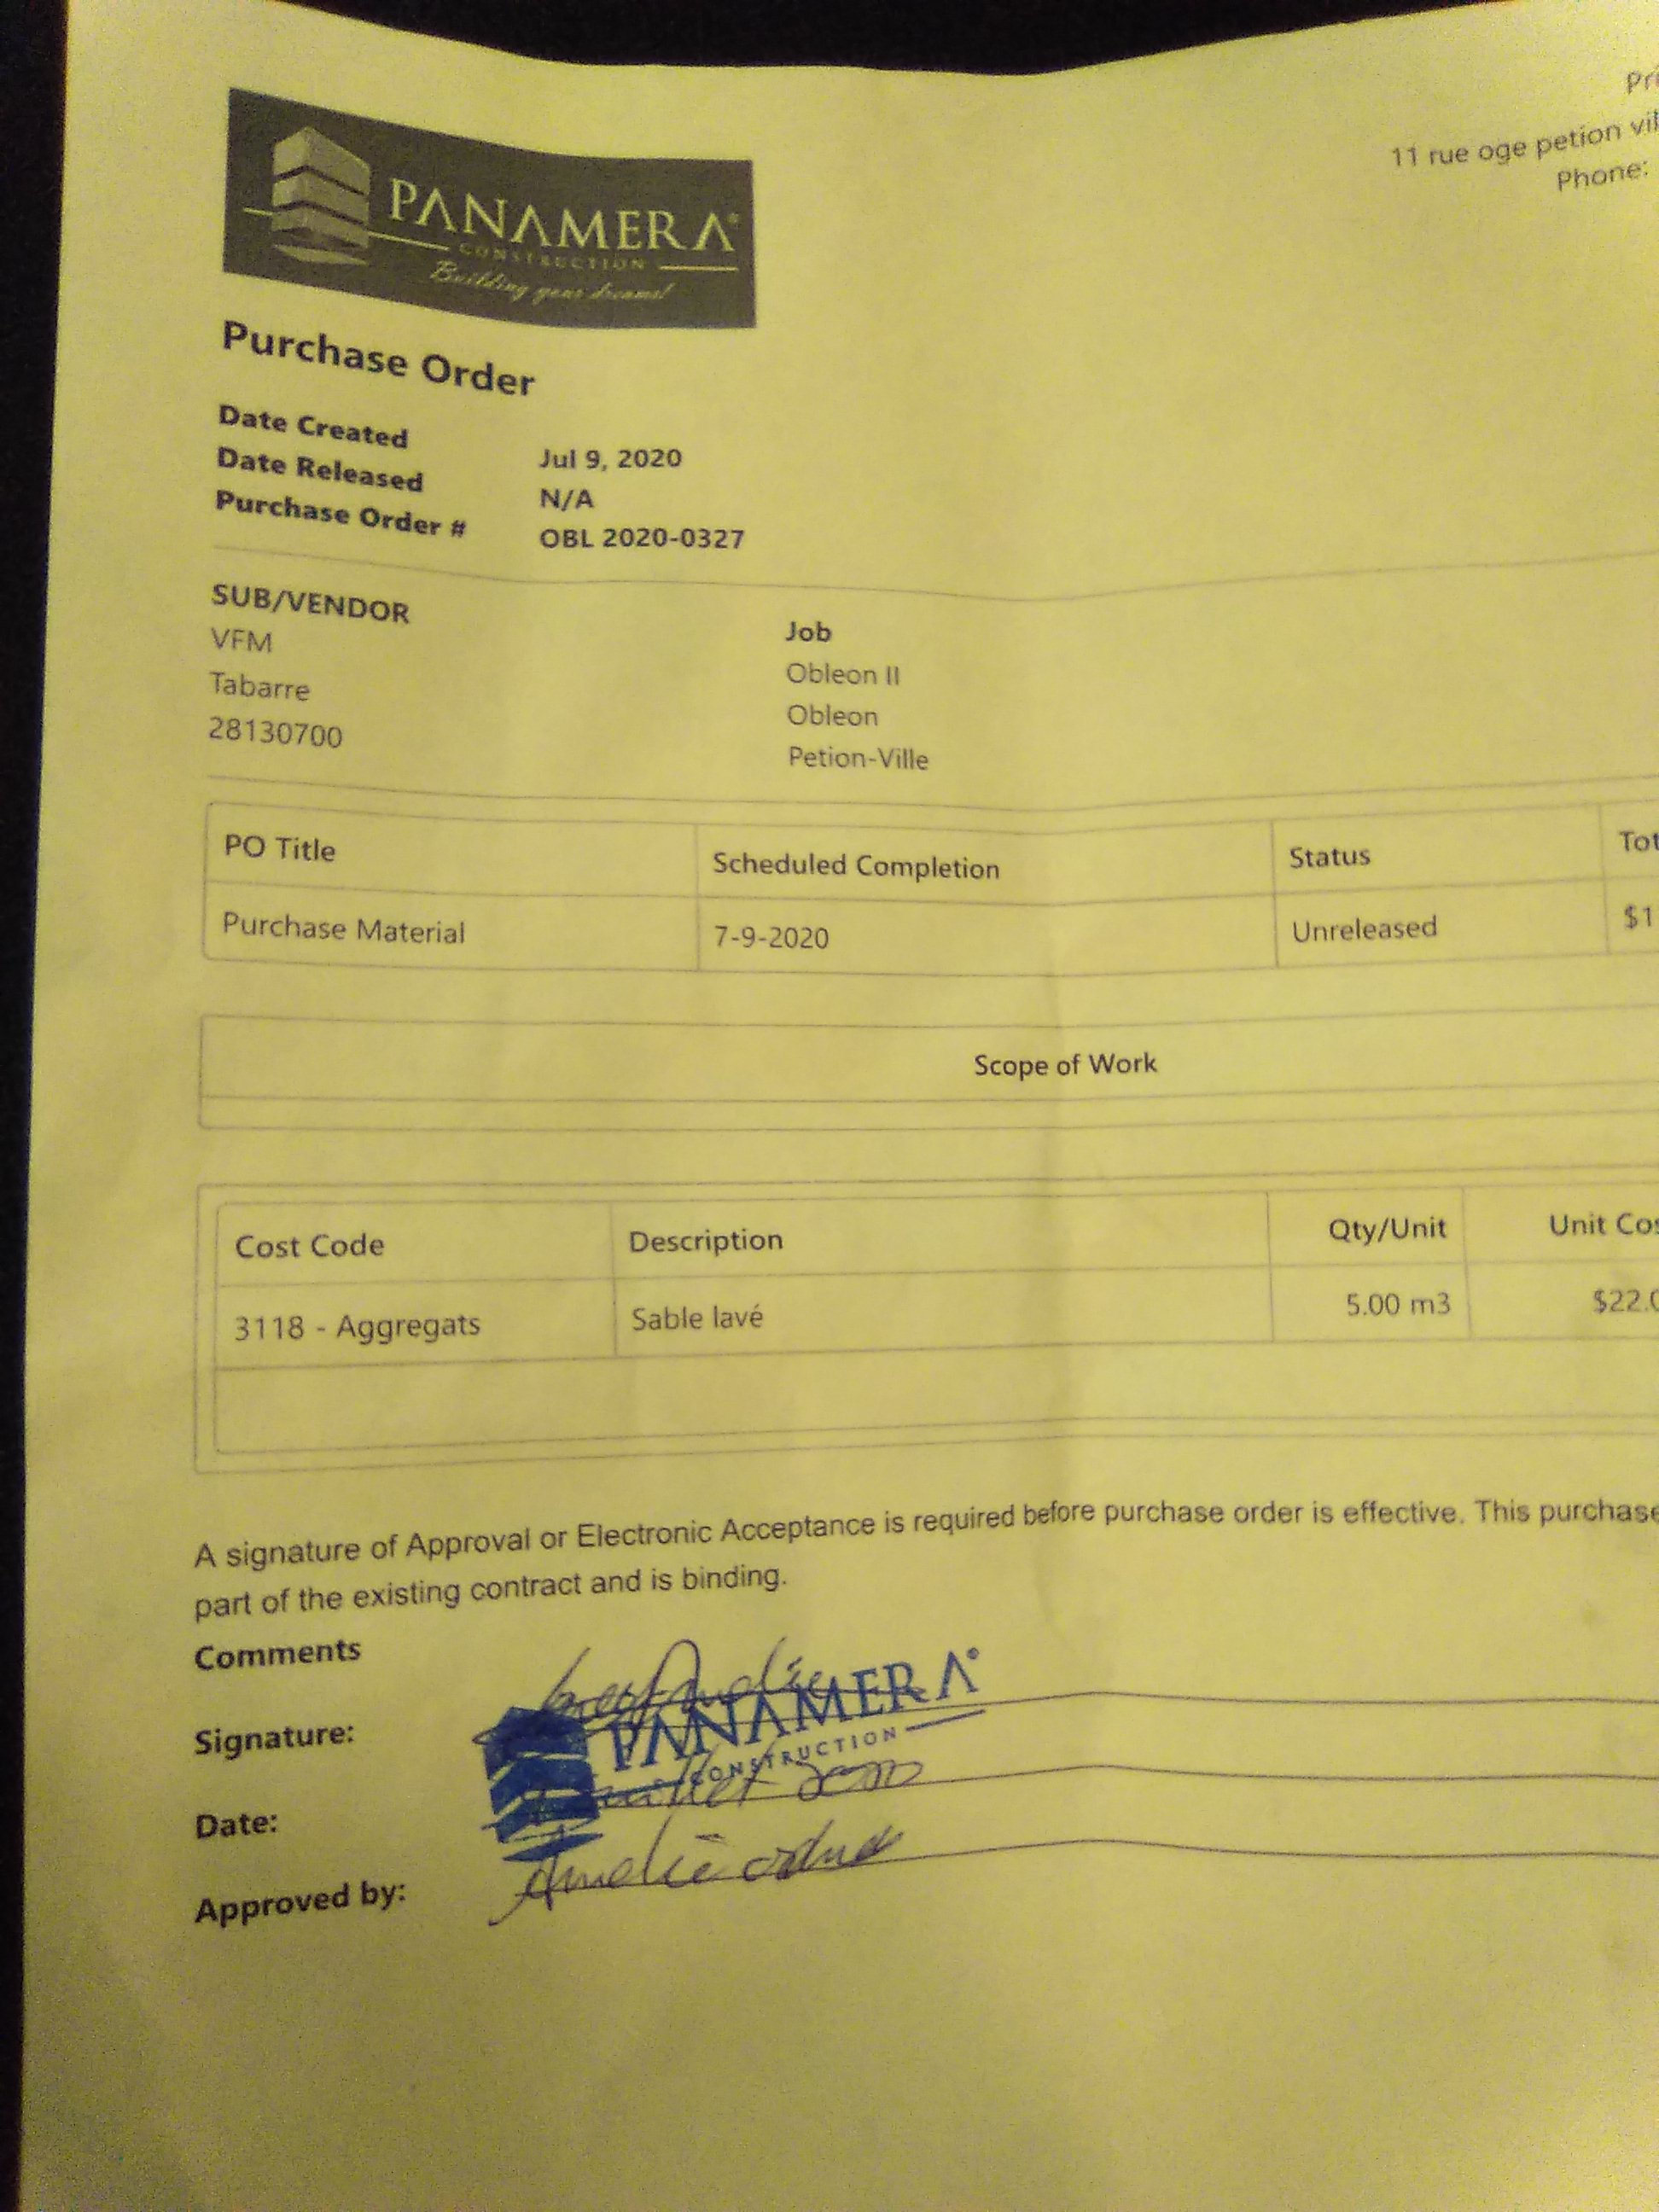 11 rue oge petion vil
Phone:
PANAMERA
CONSTRUCTION
Building your dreams!
Purchase Order
Date Created Jul 9, 2020
Date Released N/A
Purchase Order # OBL 2020-0327
SUB/VENDOR
VFM
Tabarre
28130700
Job
Obleon II
Obleon
Petion-Ville
PO Title Scheduled Completion Status Tot
Purchase Material 7-9-2020 Unreleased $1
Scope of Work
Cost Code Description Qty/Unit Unit Cos
3118 - Aggregats Sable lavé 5.00 m3 $22.0
A signature of Approval or Electronic Acceptance is required before purchase order is effective. This purchase
part of the existing contract and is binding.
Comments
Signature:
PANAMERA
CONSTRUCTION
Date:
Approved by: